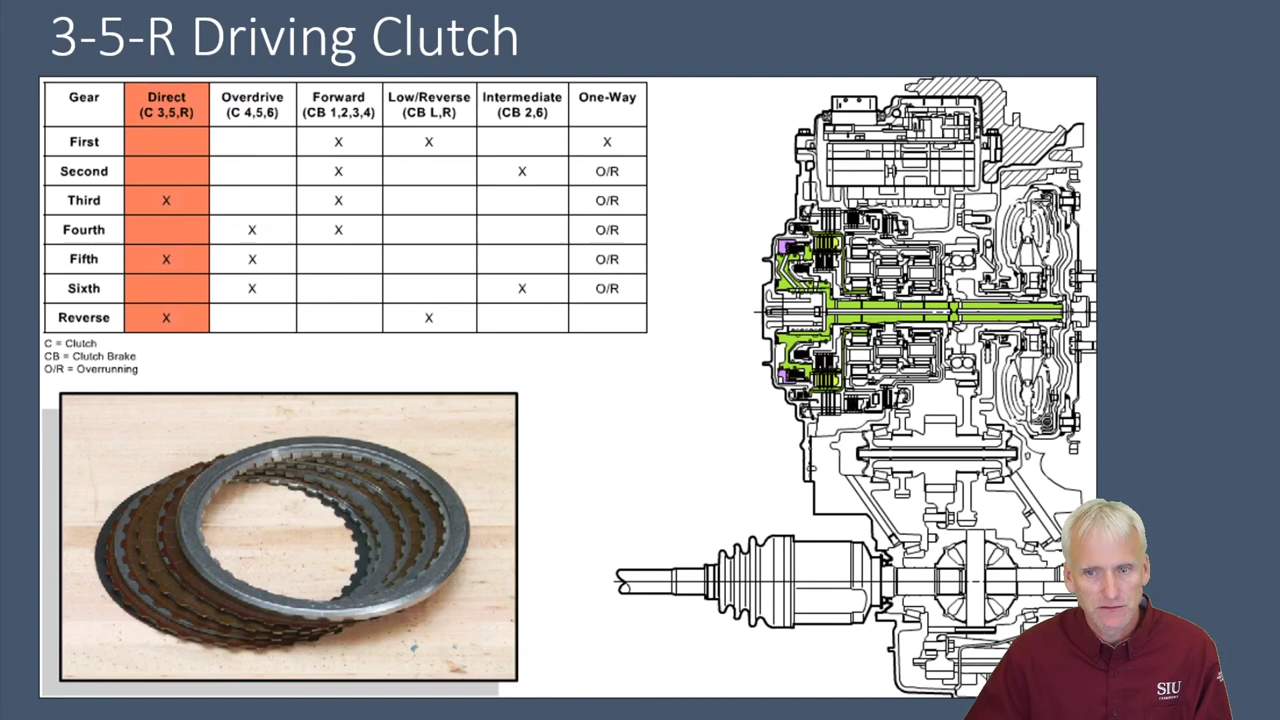 3-5-R Driving Clutch
Gear Direct (C 3,5,R) Overdrive (C 4,5,6) Forward (CB 1,2,3,4) Low/Reverse (CB L,R) Intermediate (CB 2,6) One-Way
First X X X
Second X X O/R
Third X X O/R
Fourth X X O/R
Fifth X X O/R
Sixth X X O/R
Reverse X X
C = Clutch
CB = Clutch Brake
O/R = Overrunning
SIU